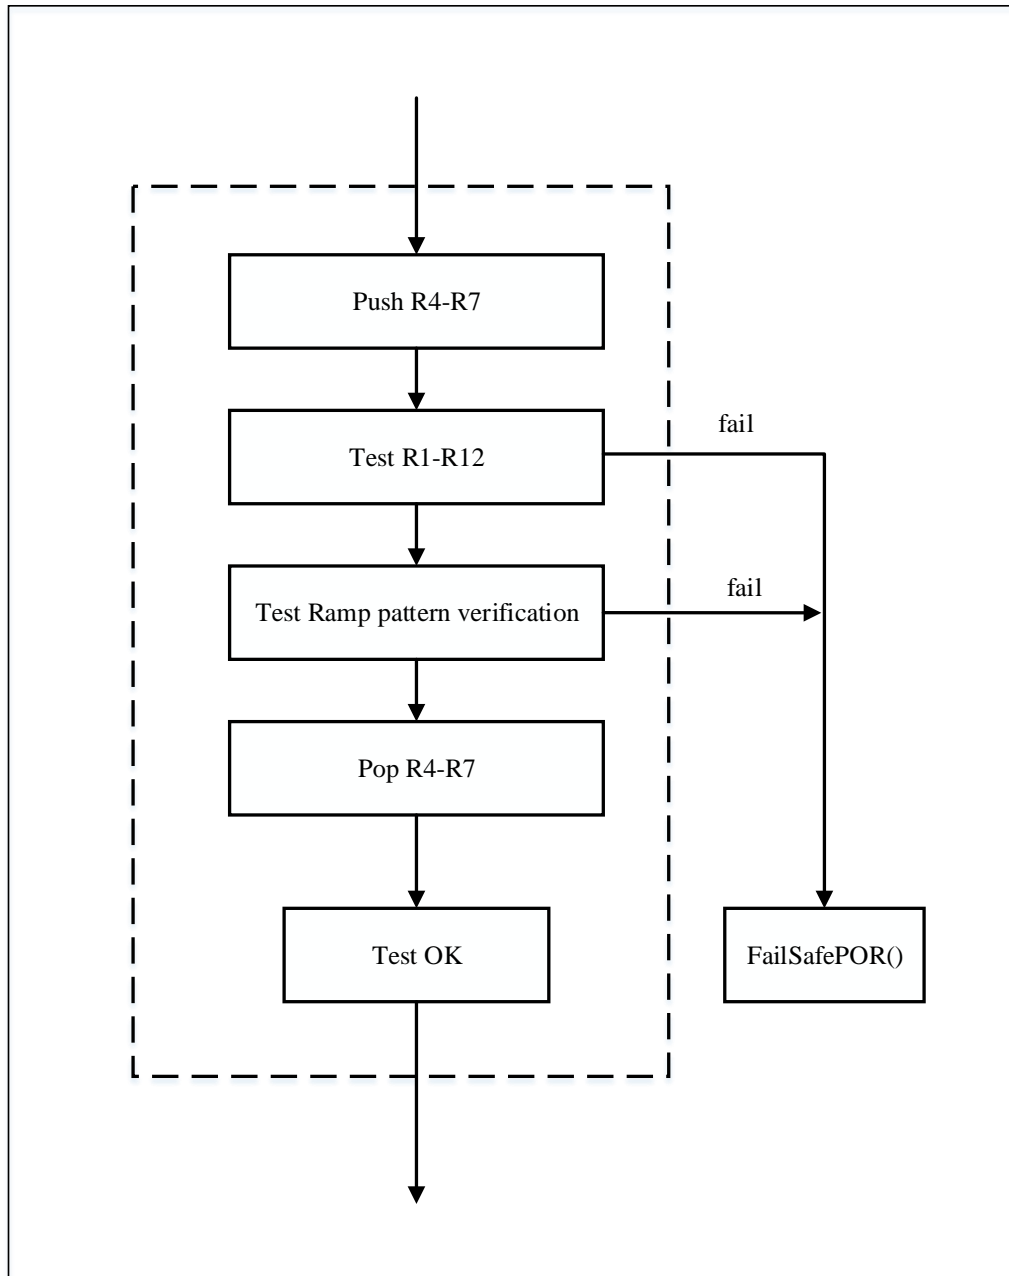 Push R4-R7
Test R1-R12
fail
Test Ramp pattern verification
fail
Pop R4-R7
Test OK
FailSafePOR()